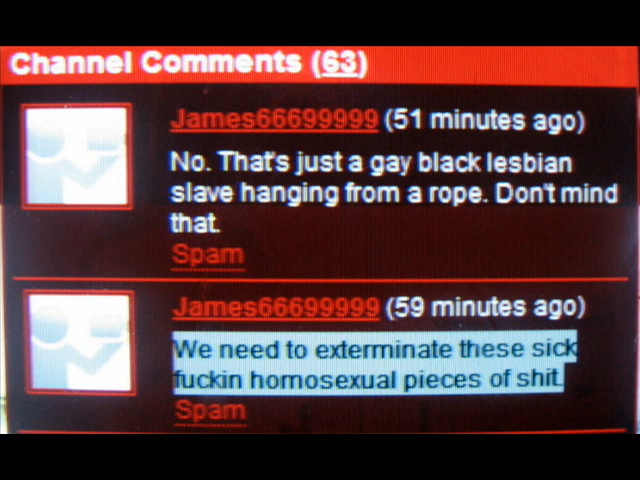 Channel Comments (63)
James66699999 (51 minutes ago)
No. That's just a gay black lesbian
slave hanging from a rope. Don't mind
that.
Spam
James66699999 (59 minutes ago)
We need to exterminate these sick
fuckin homosexual pieces of shit.
Spam